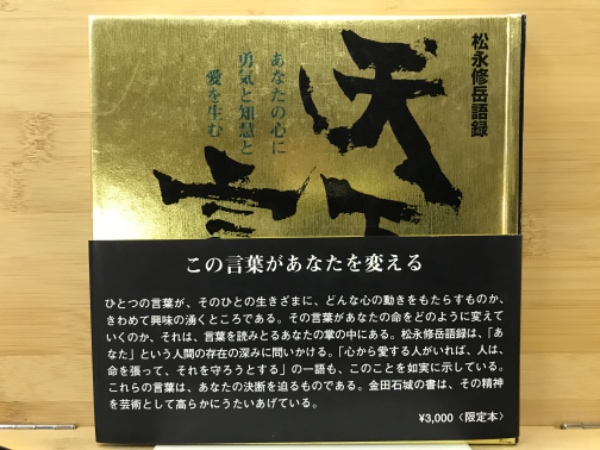 松永修岳語録
天下
言
あなたの心に
勇気と知慧と
愛を生む
この言葉があなたを変える
ひとつの言葉が、そのひとの生きざまに、どんな心の動きをもたらすものか、
きわめて興味の湧くところである。その言葉があなたの命をどのように変えて
いくのか、それは、言葉を読みとるあなたの掌の中にある。松永修岳語録は、「あ
なた」という人間の存在の深みに問いかける。「心から愛する人がいれば、人は、
命を張って、それを守ろうとする」の一語も、このことを如実に示している。
これらの言葉は、あなたの決断を迫るものである。金田石城の書は、その精神
を芸術として高らかにうたいあげている。
¥3,000〈限定本〉